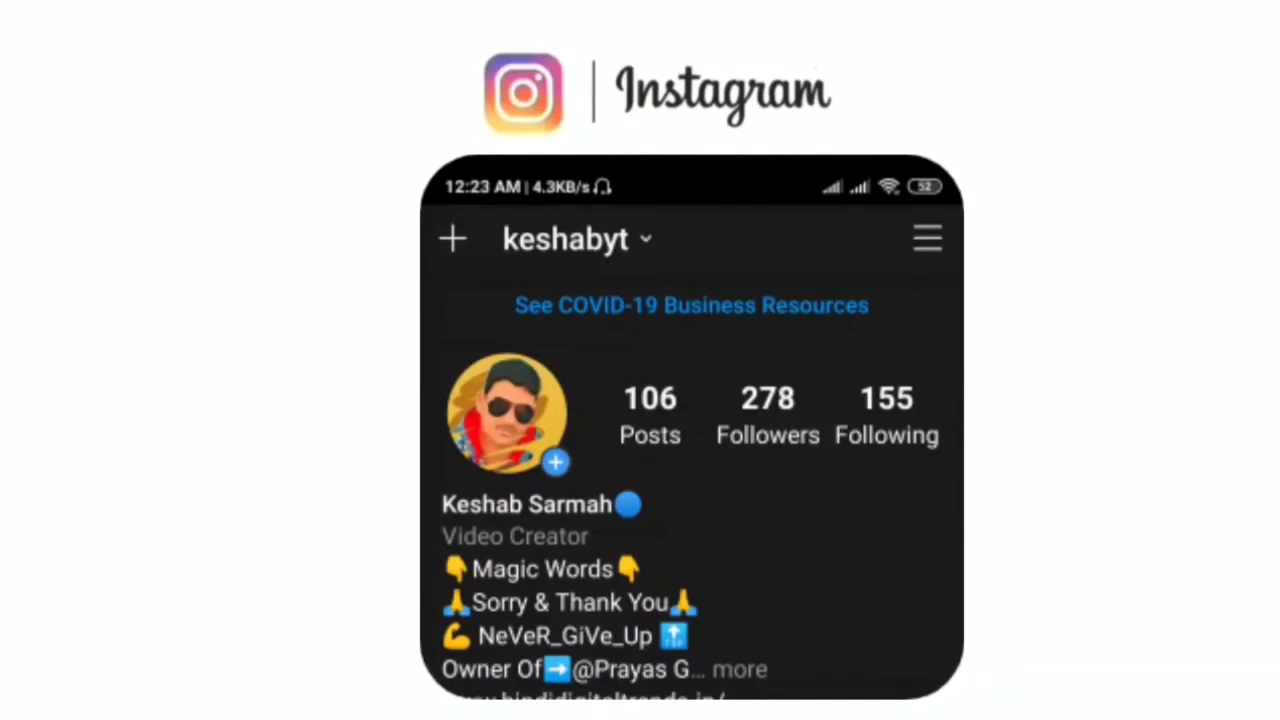 Instagram
12:23 AM | 4.3KB/s 52
keshabyt
See COVID-19 Business Resources
106 278 155
Posts Followers Following
Keshab Sarmah🔵
Video Creator
👇Magic Words👇
🙏Sorry & Thank You🙏
💪 NeVeR_GiVe_Up 🔝
Owner Of➡️@Prayas G... more